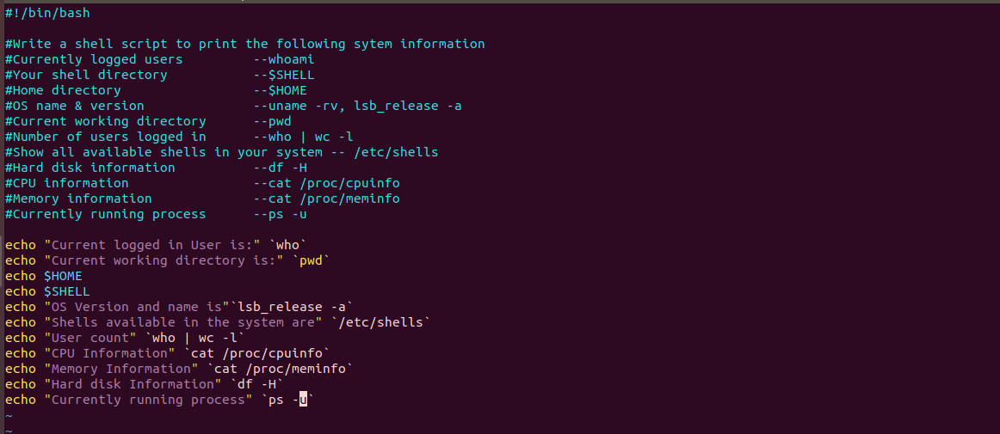 #!/bin/bash

#Write a shell script to print the following sytem information
#Currently logged users         --whoami
#Your shell directory           --$SHELL
#Home directory                 --$HOME
#OS name & version              --uname -rv, lsb_release -a
#Current working directory      --pwd
#Number of users logged in      --who | wc -l
#Show all available shells in your system -- /etc/shells
#Hard disk information          --df -H
#CPU information                --cat /proc/cpuinfo
#Memory information             --cat /proc/meminfo
#Currently running process      --ps -u

echo "Current logged in User is:" `who`
echo "Current working directory is:" `pwd`
echo $HOME
echo $SHELL
echo "OS Version and name is"`lsb_release -a`
echo "Shells available in the system are" `/etc/shells`
echo "User count" `who | wc -l`
echo "CPU Information" `cat /proc/cpuinfo`
echo "Memory Information" `cat /proc/meminfo`
echo "Hard disk Information" `df -H`
echo "Currently running process" `ps -u`
~
~